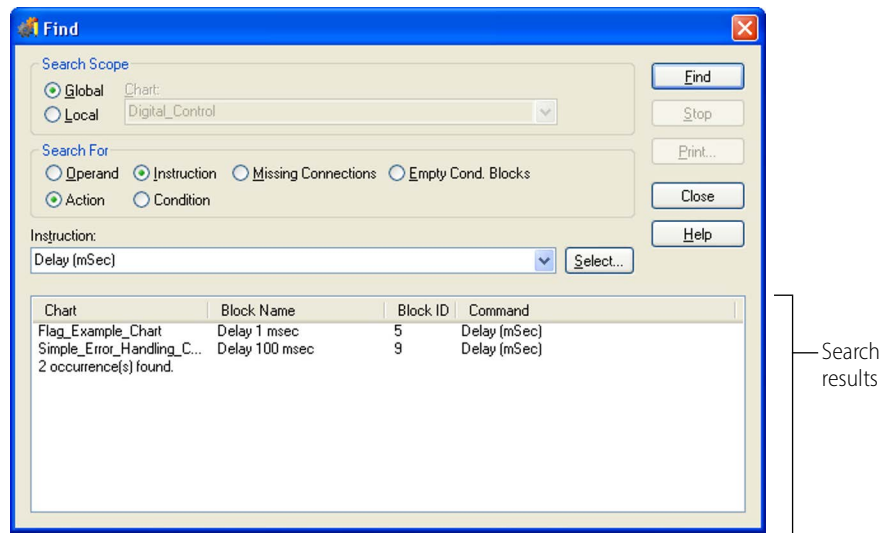 Find
Search Scope
Global
Chart:
Local
Digital_Control
Find
Stop
Print...
Close
Help
Search For
Operand
Instruction
Missing Connections
Empty Cond. Blocks
Action
Condition
Instruction:
Delay (mSec)
Select...
Chart Block Name Block ID Command
Flag_Example_Chart Delay 1 msec 5 Delay (mSec)
Simple_Error_Handling_C... Delay 100 msec 9 Delay (mSec)
2 occurrence(s) found.
Search
results